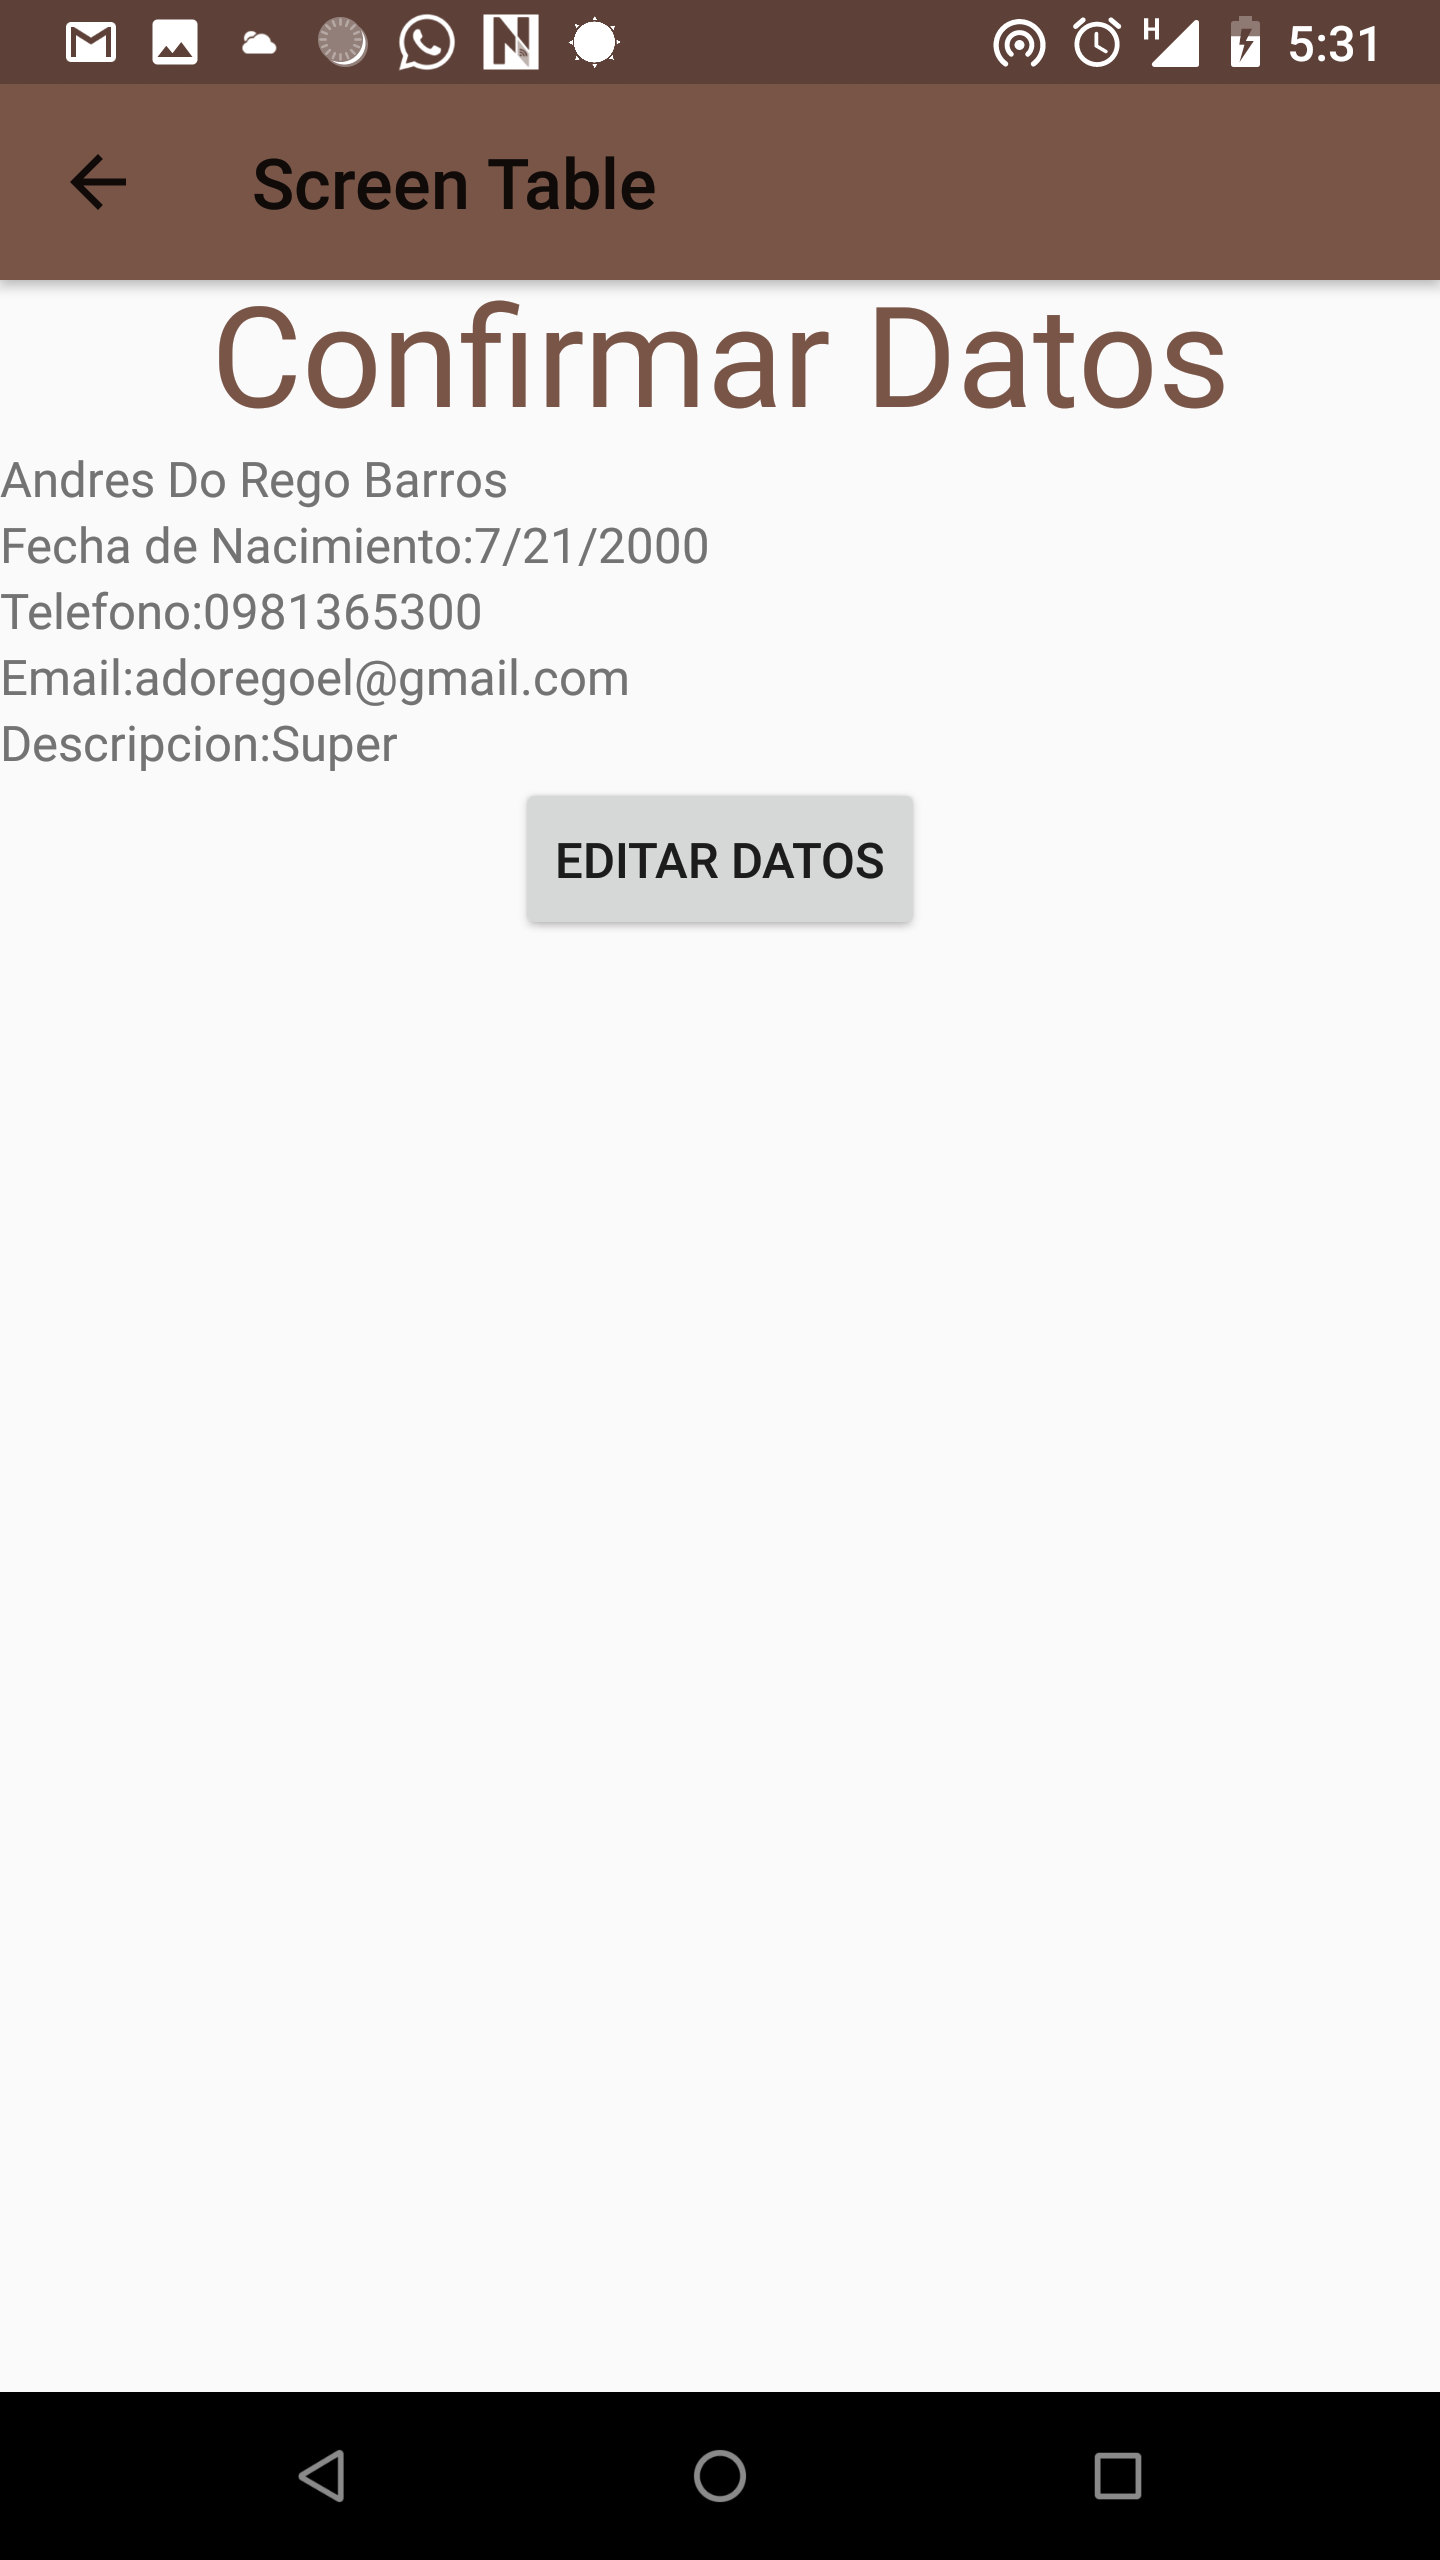 H 5:31
Screen Table
Confirmar Datos
Andres Do Rego Barros
Fecha de Nacimiento:7/21/2000
Telefono:0981365300
Email:adoregoel@gmail.com
Descripcion:Super
EDITAR DATOS